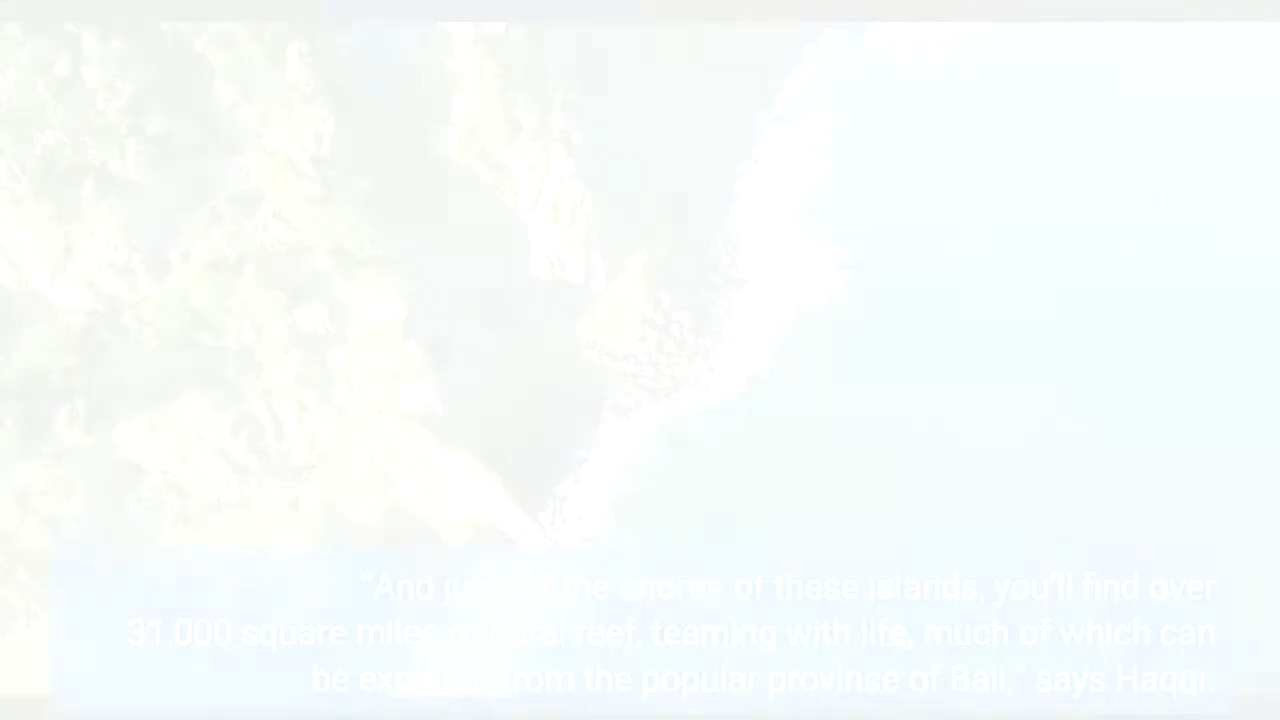 “And just off the shores of these islands, you’ll find over
31,000 square miles of coral reef, teeming with life, much of which can
be explored from the popular province of Bali,” says Haqqi.